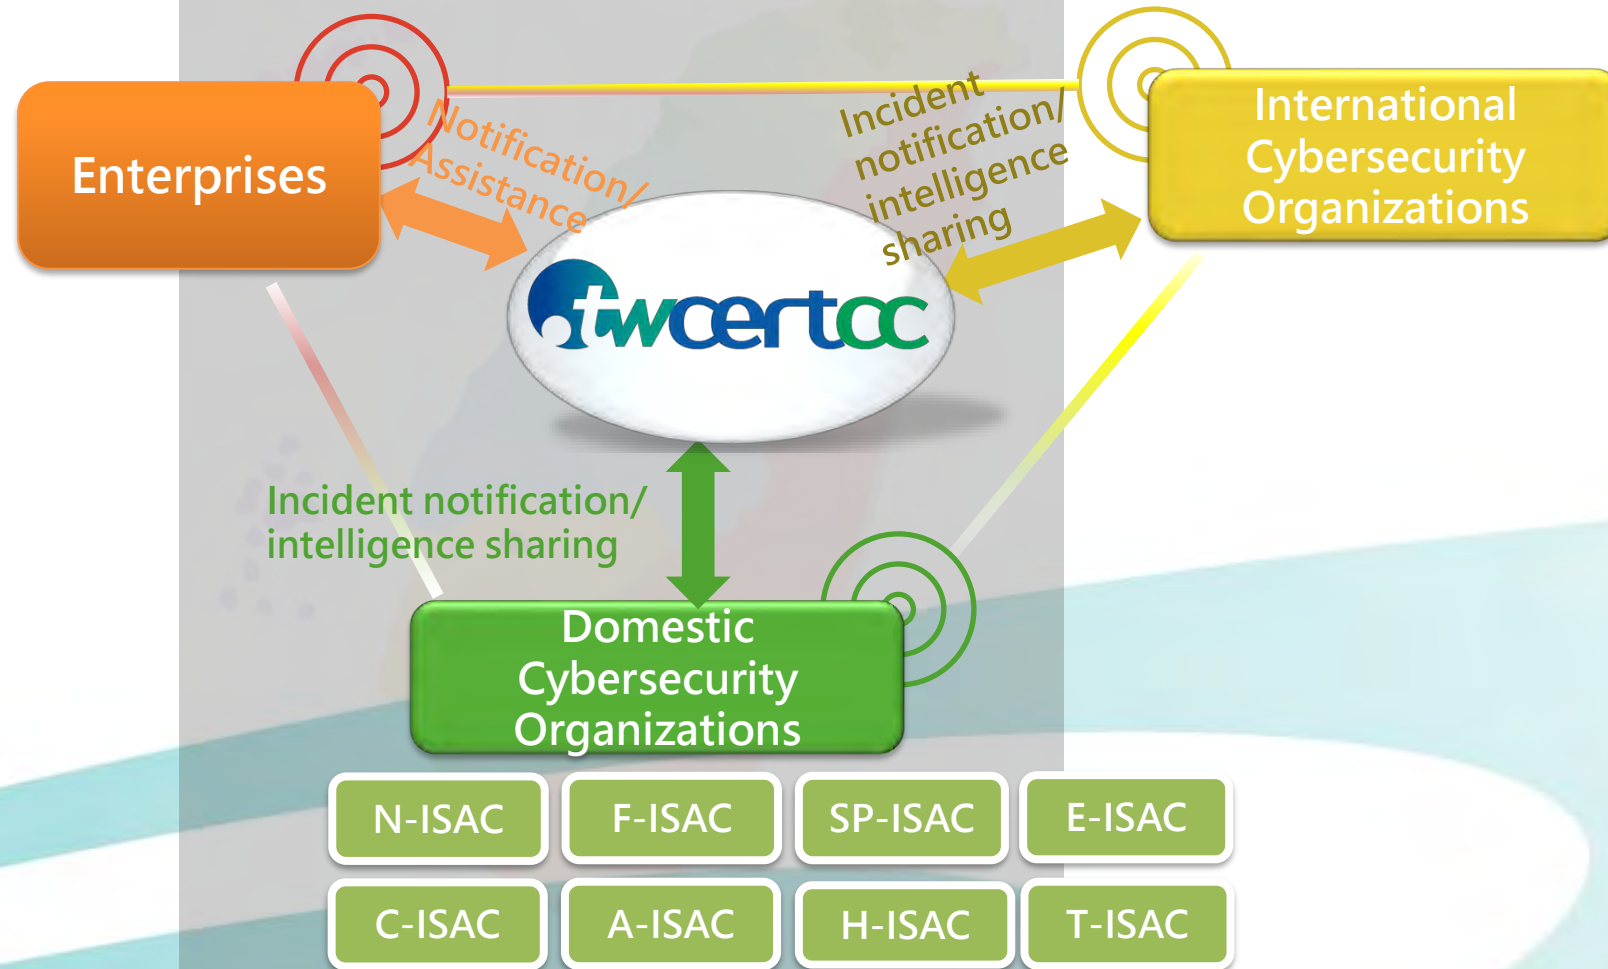 Enterprises
Notification/
Assistance
Incident
notification/
intelligence
sharing
International
Cybersecurity
Organizations
twcertcc
Incident notification/
intelligence sharing
Domestic
Cybersecurity
Organizations
N-ISAC
F-ISAC
SP-ISAC
E-ISAC
C-ISAC
A-ISAC
H-ISAC
T-ISAC